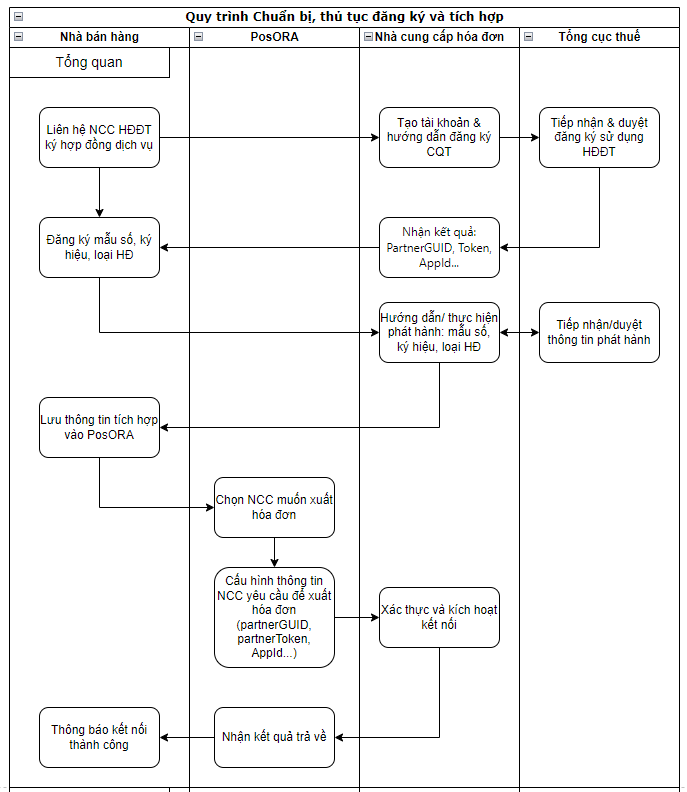 Quy trình Chuẩn bị, thủ tục đăng ký và tích hợp
Nhà bán hàng
PosORA
Nhà cung cấp hóa đơn
Tổng cục thuế
Tổng quan
Liên hệ NCC HĐĐT
ký hợp đồng dịch vụ
Tạo tài khoản &
hướng dẫn đăng ký
CQT
Tiếp nhận & duyệt
đăng ký sử dụng
HĐĐT
Đăng ký mẫu số, ký
hiệu, loại HĐ
Nhận kết quả:
PartnerGUID, Token,
AppId...
Hướng dẫn/ thực hiện
phát hành: mẫu số,
ký hiệu, loại HĐ
Tiếp nhận/duyệt
thông tin phát hành
Lưu thông tin tích hợp
vào PosORA
Chọn NCC muốn xuất
hóa đơn
Cấu hình thông tin
NCC yêu cầu để xuất
hóa đơn
(partnerGUID,
partnerToken,
AppId...)
Xác thực và kích hoạt
kết nối
Thông báo kết nối
thành công
Nhận kết quả trả về